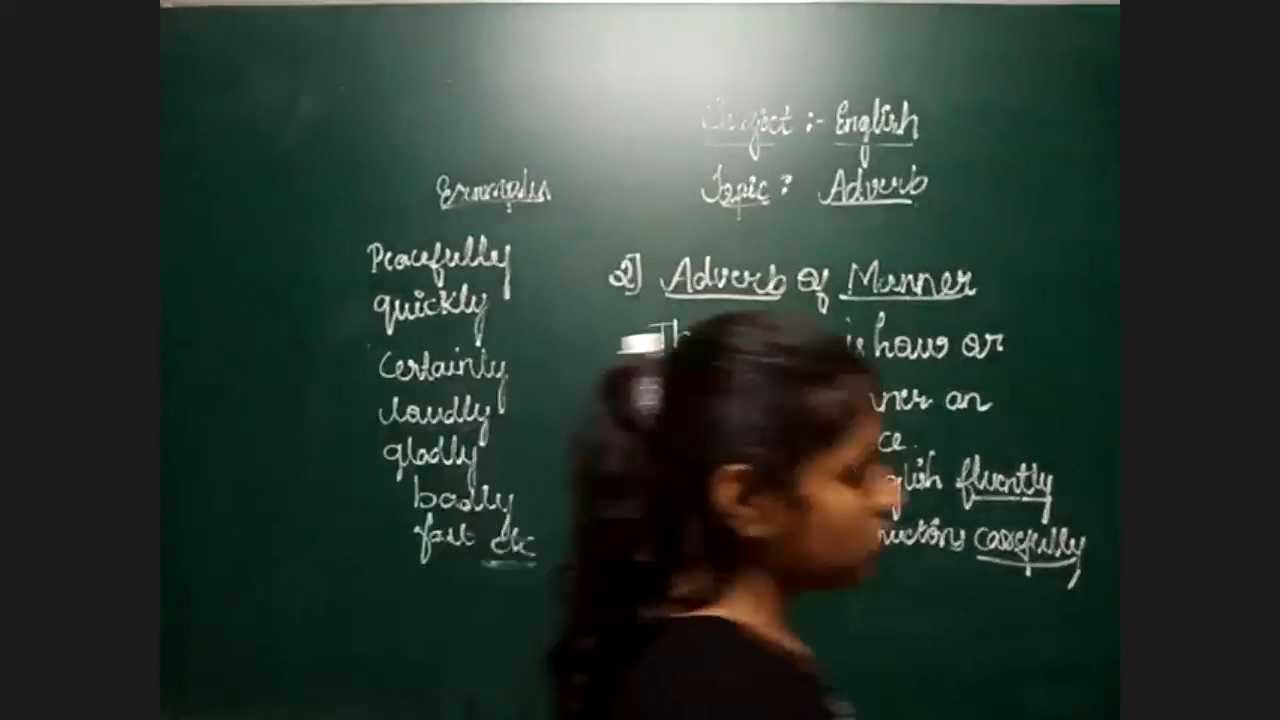 Subject :- English
Topic : Adverb
Examples
Peacefully
quickly
Certainly
loudly
gladly
badly
fast etc
2] Adverb of Manner
is how or
an
fluently
carefully